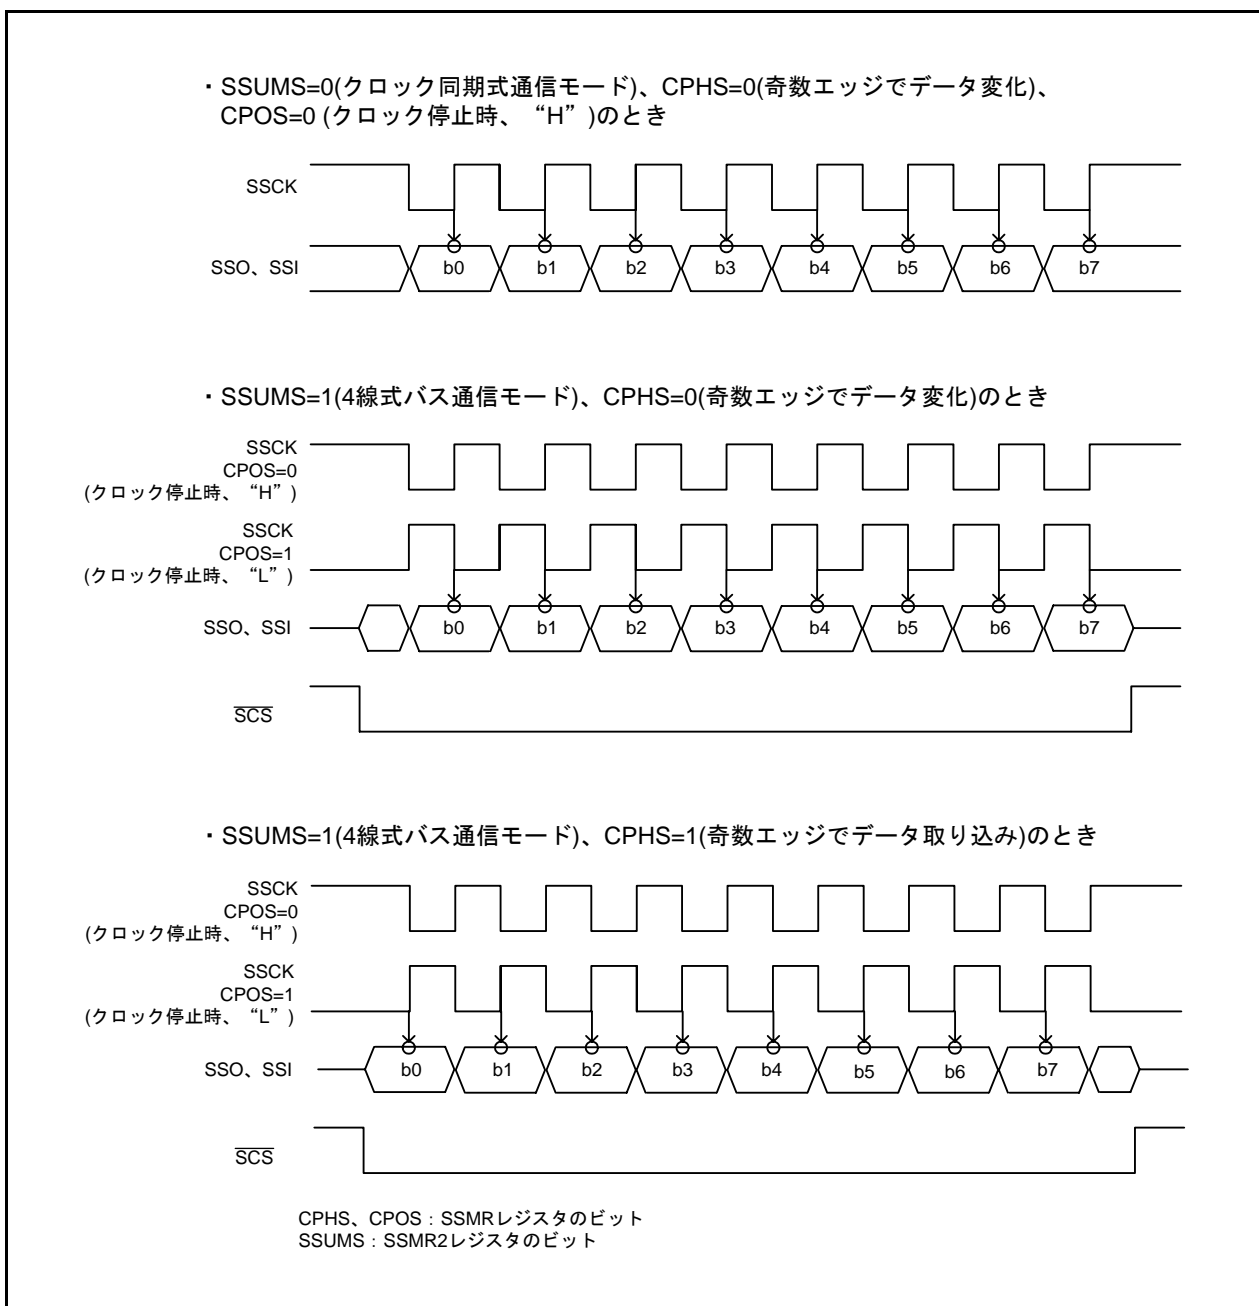 ・SSUMS=0(クロック同期式通信モード)、CPHS=0(奇数エッジでデータ変化)、
CPOS=0 (クロック停止時、“H”)のとき
SSCK
SSO、SSI
b0 b1 b2 b3 b4 b5 b6 b7
・SSUMS=1(4線式バス通信モード)、CPHS=0(奇数エッジでデータ変化)のとき
SSCK
CPOS=0
(クロック停止時、“H”)
SSCK
CPOS=1
(クロック停止時、“L”)
SSO、SSI
b0 b1 b2 b3 b4 b5 b6 b7
SCS
・SSUMS=1(4線式バス通信モード)、CPHS=1(奇数エッジでデータ取り込み)のとき
SSCK
CPOS=0
(クロック停止時、“H”)
SSCK
CPOS=1
(クロック停止時、“L”)
SSO、SSI
b0 b1 b2 b3 b4 b5 b6 b7
SCS
CPHS、CPOS：SSMRレジスタのビット
SSUMS：SSMR2レジスタのビット